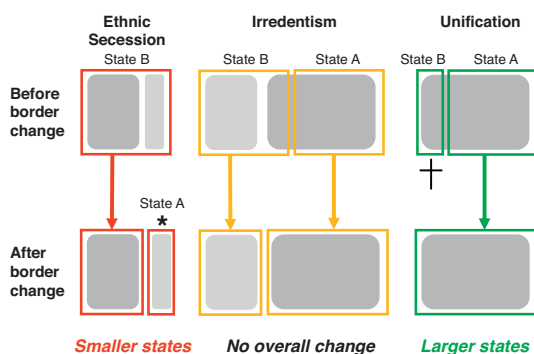 Ethnic
Secession
Irredentism
Unification
State B
State B
State A
State B
State A
Before
border
change
State A
*
After
border
change
Smaller states
No overall change
Larger states